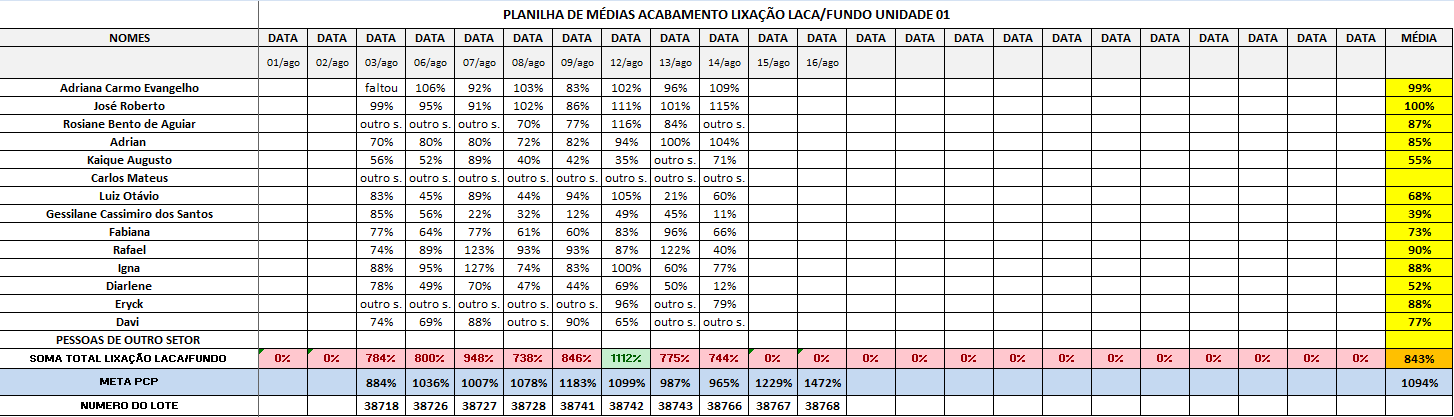 PLANILHA DE MÉDIAS ACABAMENTO LIXAÇÃO LACA/FUNDO UNIDADE 01
NOMES DATA DATA DATA DATA DATA DATA DATA DATA DATA DATA DATA DATA DATA DATA DATA DATA DATA DATA DATA DATA DATA DATA DATA MÉDIA
01/ago 02/ago 03/ago 06/ago 07/ago 08/ago 09/ago 12/ago 13/ago 14/ago 15/ago 16/ago
Adriana Carmo Evangelho faltou 106% 92% 103% 83% 102% 96% 109% 99%
José Roberto 99% 95% 91% 102% 86% 111% 101% 115% 100%
Rosiane Bento de Aguiar outro s. outro s. outro s. 70% 77% 116% 84% outro s. 87%
Adrian 70% 80% 80% 72% 82% 94% 100% 104% 85%
Kaique Augusto 56% 52% 89% 40% 42% 35% outro s. 71% 55%
Carlos Mateus outro s. outro s. outro s. outro s. outro s. outro s. outro s. outro s.
Luiz Otávio 83% 45% 89% 44% 94% 105% 21% 60% 68%
Gessilane Cassimiro dos Santos 85% 56% 22% 32% 12% 49% 45% 11% 39%
Fabiana 77% 64% 77% 61% 60% 83% 96% 66% 73%
Rafael 74% 89% 123% 93% 93% 87% 122% 40% 90%
Igna 88% 95% 127% 74% 83% 100% 60% 77% 88%
Diarlene 78% 49% 70% 47% 44% 69% 50% 12% 52%
Eryck outro s. outro s. outro s. outro s. outro s. 96% outro s. 79% 88%
Davi 74% 69% 88% outro s. 90% 65% outro s. outro s. 77%
PESSOAS DE OUTRO SETOR
SOMA TOTAL LIXAÇÃO LACA/FUNDO 0% 0% 784% 800% 948% 738% 846% 1112% 775% 744% 0% 0% 0% 0% 0% 0% 0% 0% 0% 0% 0% 0% 0% 843%
META PCP 884% 1036% 1007% 1078% 1183% 1099% 987% 965% 1229% 1472% 1094%
NUMERO DO LOTE 38718 38726 38727 38728 38741 38742 38743 38766 38767 38768